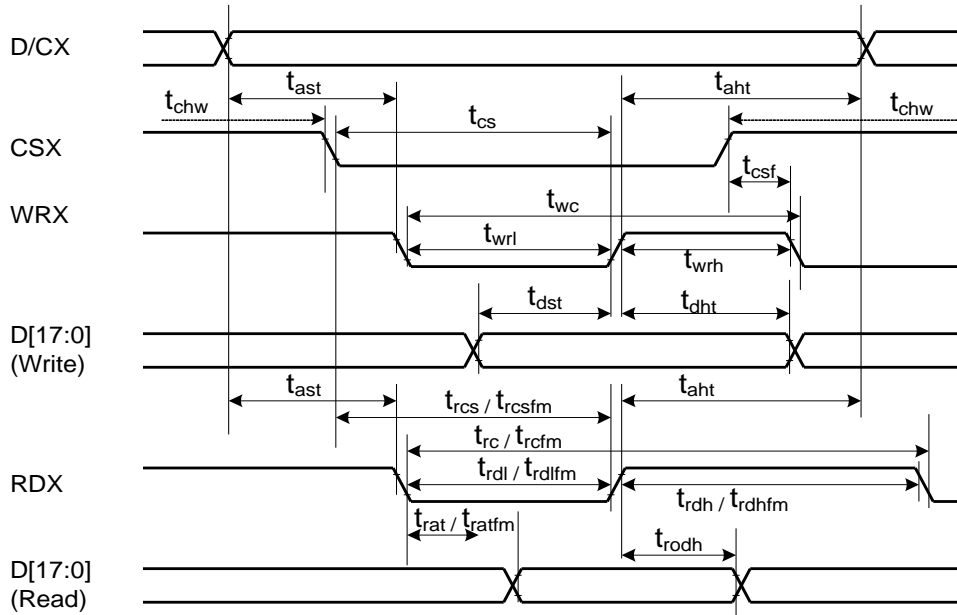 D/CX
t_ast t_aht
t_chw t_cs t_chw
CSX
t_csf
WRX
t_wc
t_wrl t_wrh
t_dst t_dht
D[17:0]
(Write)
t_ast t_aht
t_rcs / t_rcsfm
t_rc / t_rcfm
RDX
t_rdl / t_rdlfm
t_rdh / t_rdhfm
t_rat / t_ratfm
t_rodh
D[17:0]
(Read)